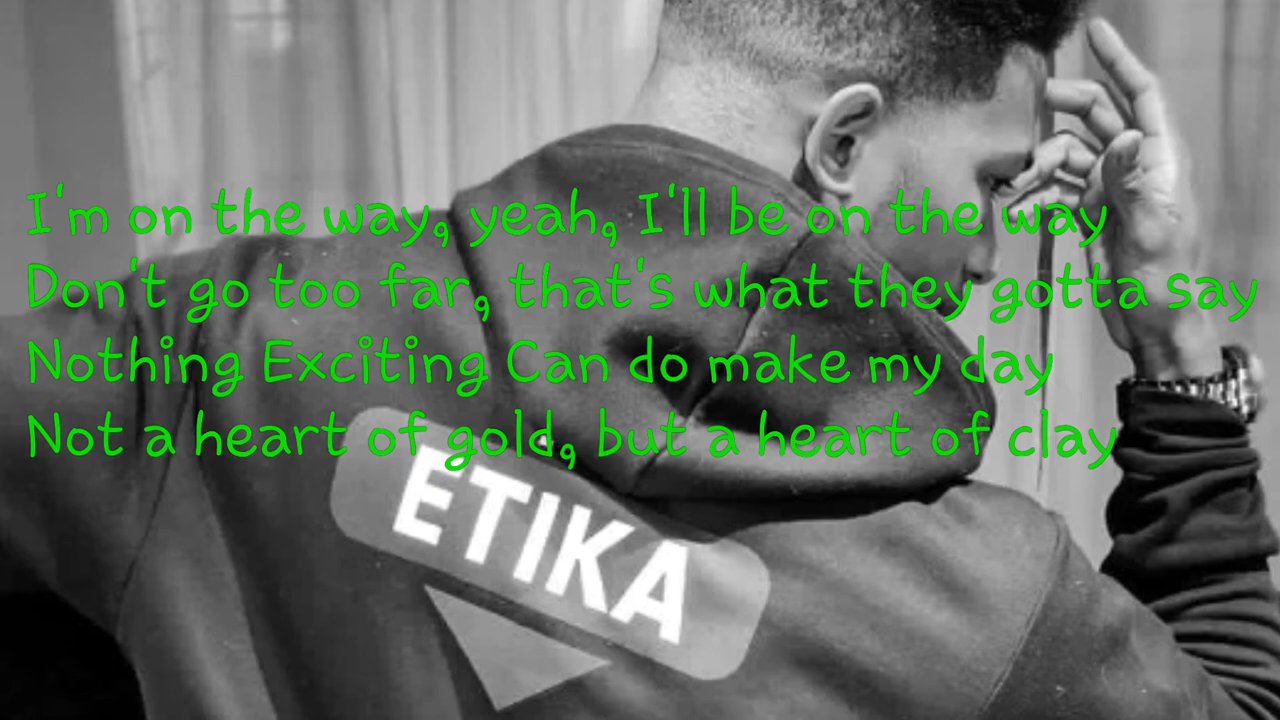 I'm on the way, yeah, I'll be on the way
Don't go too far, that's what they gotta say
Nothing Exciting Can do make my day
Not a heart of gold, but a heart of clay
ETIKA